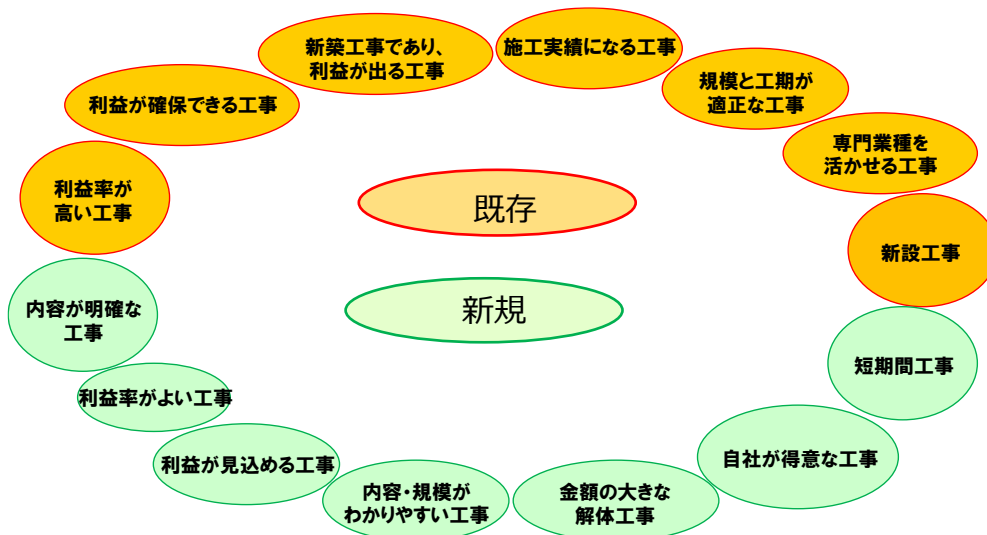 新築工事であり、
利益が出る工事
施工実績になる工事
利益が確保できる工事
規模と工期が
適正な工事
専門業種を
活かせる工事
利益率が
高い工事
既存
新設工事
新規
内容が明確な
工事
短期間工事
利益率がよい工事
自社が得意な工事
利益が見込める工事
内容・規模が
わかりやすい工事
金額の大きな
解体工事